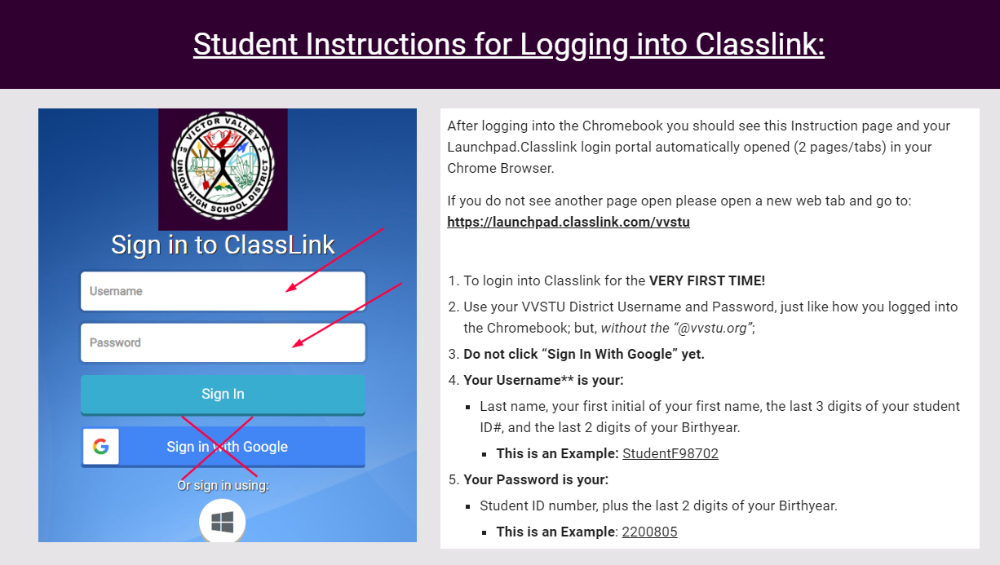 Student Instructions for Logging into Classlink:
VICTOR VALLEY
19 15
UNION HIGH SCHOOL DISTRICT
Sign in to ClassLink
Username
Password
Sign In
Sign in with Google
Or sign in using:
After logging into the Chromebook you should see this Instruction page and your
Launchpad.Classlink login portal automatically opened (2 pages/tabs) in your
Chrome Browser.
If you do not see another page open please open a new web tab and go to:
https://launchpad.classlink.com/vvstu
1. To login into Classlink for the VERY FIRST TIME!
2. Use your VVSTU District Username and Password, just like how you logged into
the Chromebook; but, without the “@vvstu.org”;
3. Do not click “Sign In With Google” yet.
4. Your Username** is your:
▪ Last name, your first initial of your first name, the last 3 digits of your student
ID#, and the last 2 digits of your Birthyear.
▪ This is an Example: StudentF98702
5. Your Password is your:
▪ Student ID number, plus the last 2 digits of your Birthyear.
▪ This is an Example: 2200805